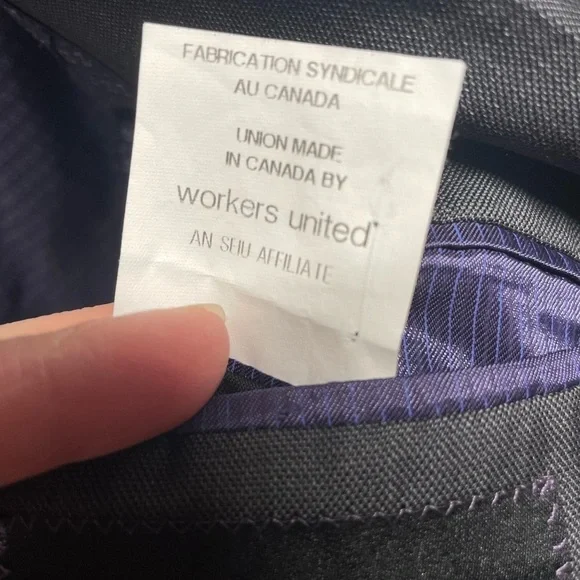 FABRICATION SYNDICALE
AU CANADA
UNION MADE
IN CANADA BY
workers united
AN SEIU AFFILIATE